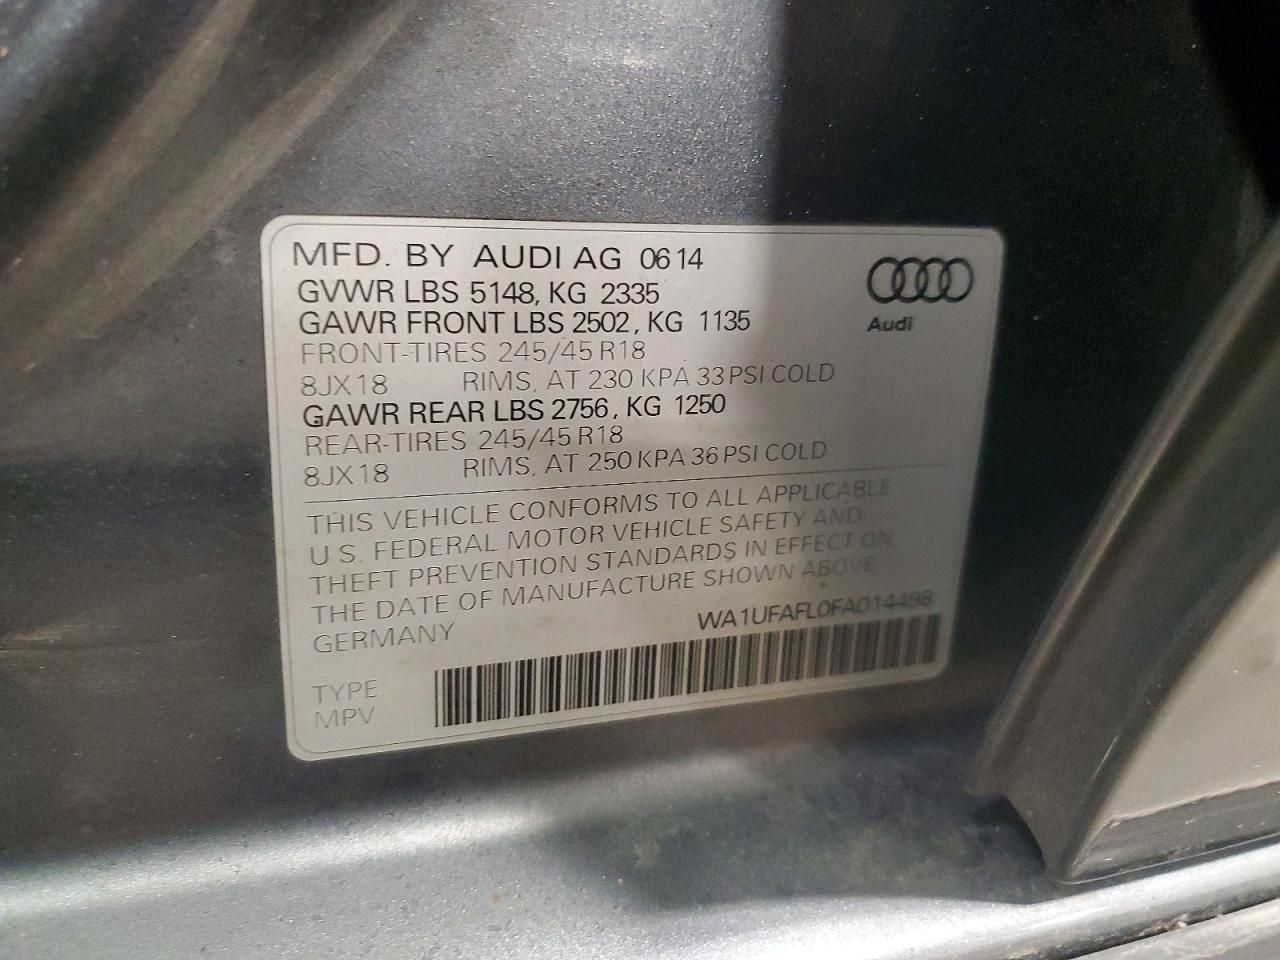 MFD. BY AUDI AG 0614
GVWR LBS 5148, KG 2335
GAWR FRONT LBS 2502, KG 1135
FRONT-TIRES 245/45 R18
8JX18 RIMS, AT 230 KPA 33 PSI COLD
GAWR REAR LBS 2756, KG 1250
REAR-TIRES 245/45 R18
8JX18 RIMS, AT 250 KPA 36 PSI COLD
Audi
THIS VEHICLE CONFORMS TO ALL APPLICABLE
U.S. FEDERAL MOTOR VEHICLE SAFETY AND
THEFT PREVENTION STANDARDS IN EFFECT ON
THE DATE OF MANUFACTURE SHOWN ABOVE
GERMANY WA1UFAFL0FA014498
TYPE
MPV